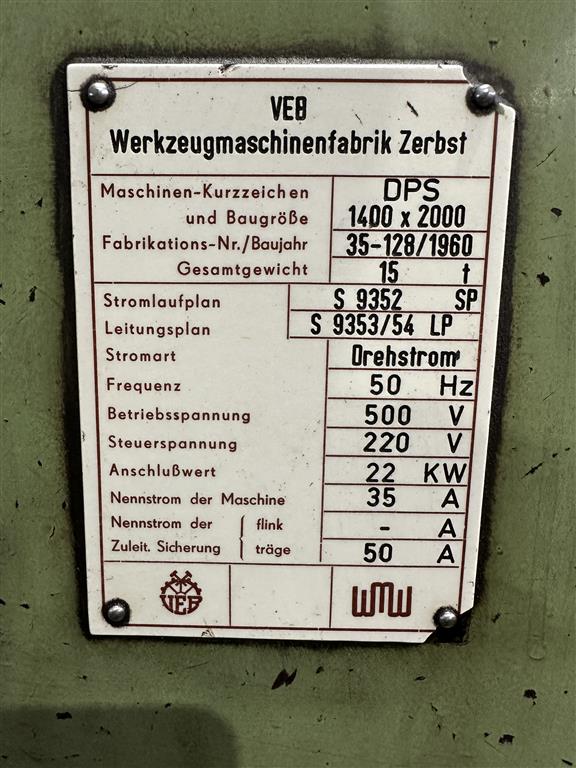 VEB
Werkzeugmaschinenfabrik Zerbst
Maschinen-Kurzzeichen DPS
und Baugröße 1400 x 2000
Fabrikations-Nr./Baujahr 35-128/1960
Gesamtgewicht 15 t
Stromlaufplan S 9352 SP
Leitungsplan S 9353/54 LP
Stromart Drehstrom
Frequenz 50 Hz
Betriebsspannung 500 V
Steuerspannung 220 V
Anschlußwert 22 KW
Nennstrom der Maschine 35 A
Nennstrom der { flink - A
Zuleit. Sicherung { träge 50 A
VEB WMW